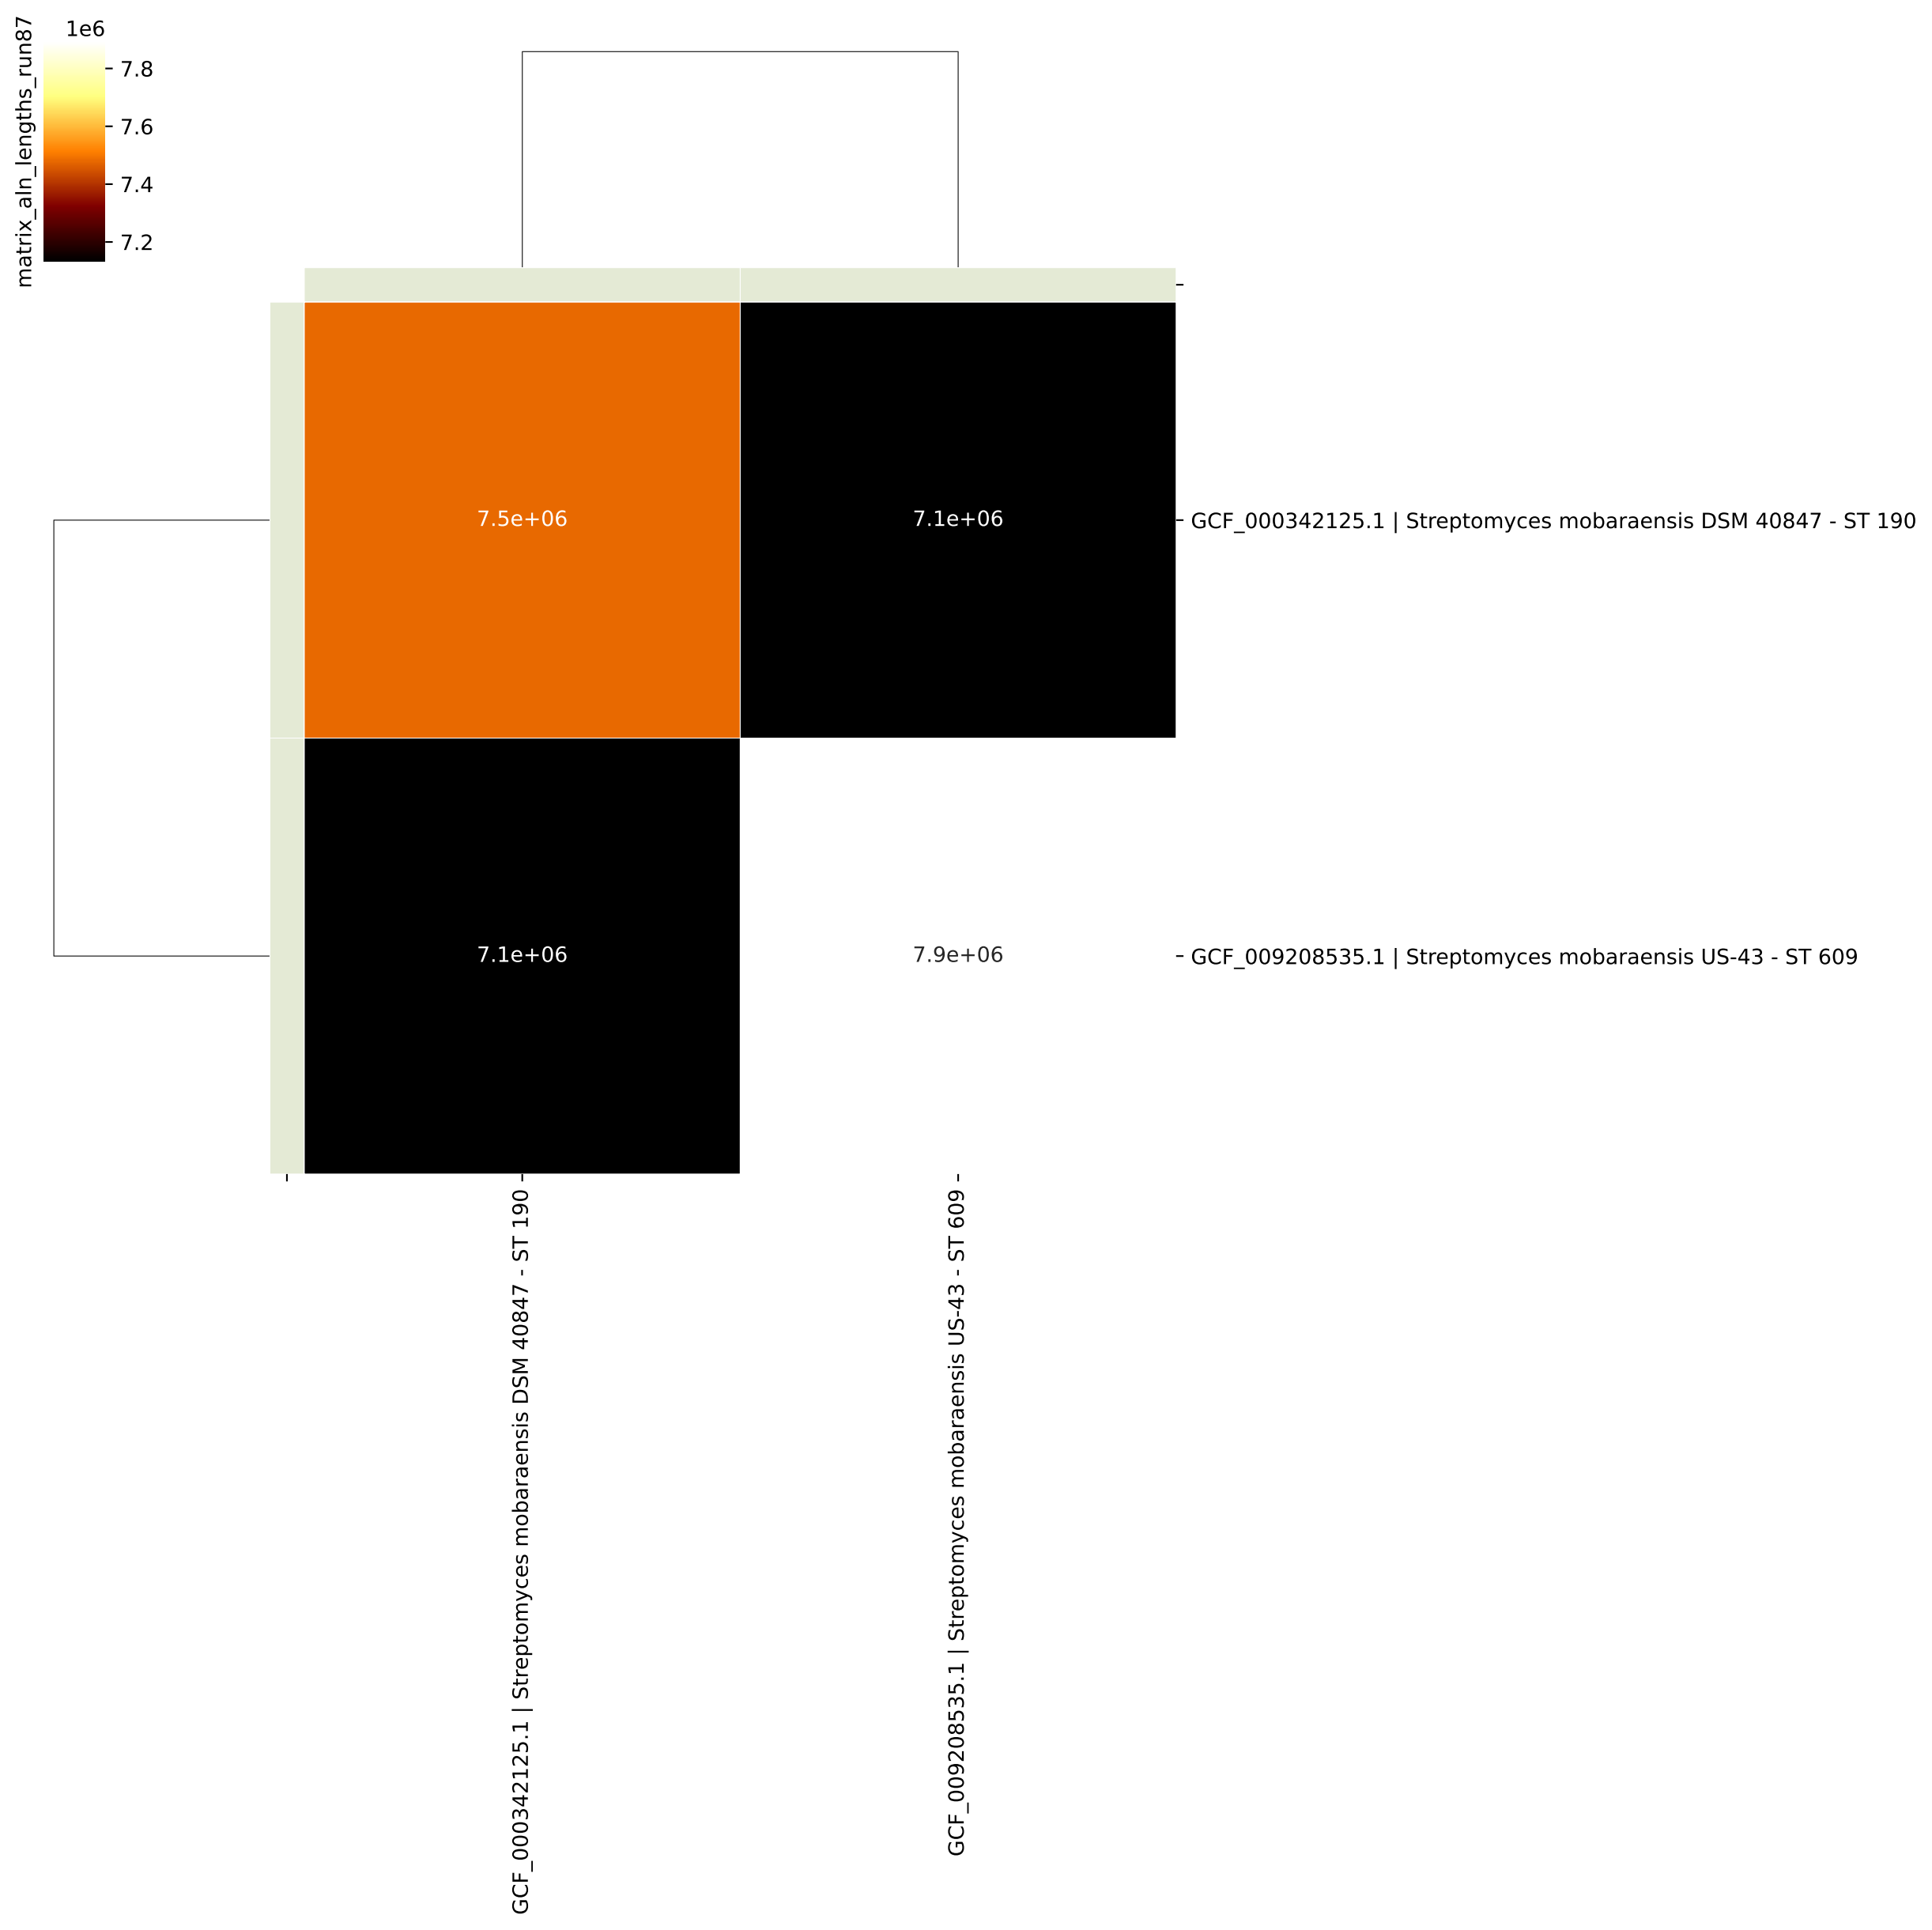 matrix_aln_lengths_run87
1e6
7.8
7.6
7.4
7.2
7.5e+06
7.1e+06
GCF_000342125.1 | Streptomyces mobaraensis DSM 40847 - ST 190
7.1e+06
7.9e+06
GCF_009208535.1 | Streptomyces mobaraensis US-43 - ST 609
GCF_000342125.1 | Streptomyces mobaraensis DSM 40847 - ST 190
GCF_009208535.1 | Streptomyces mobaraensis US-43 - ST 609